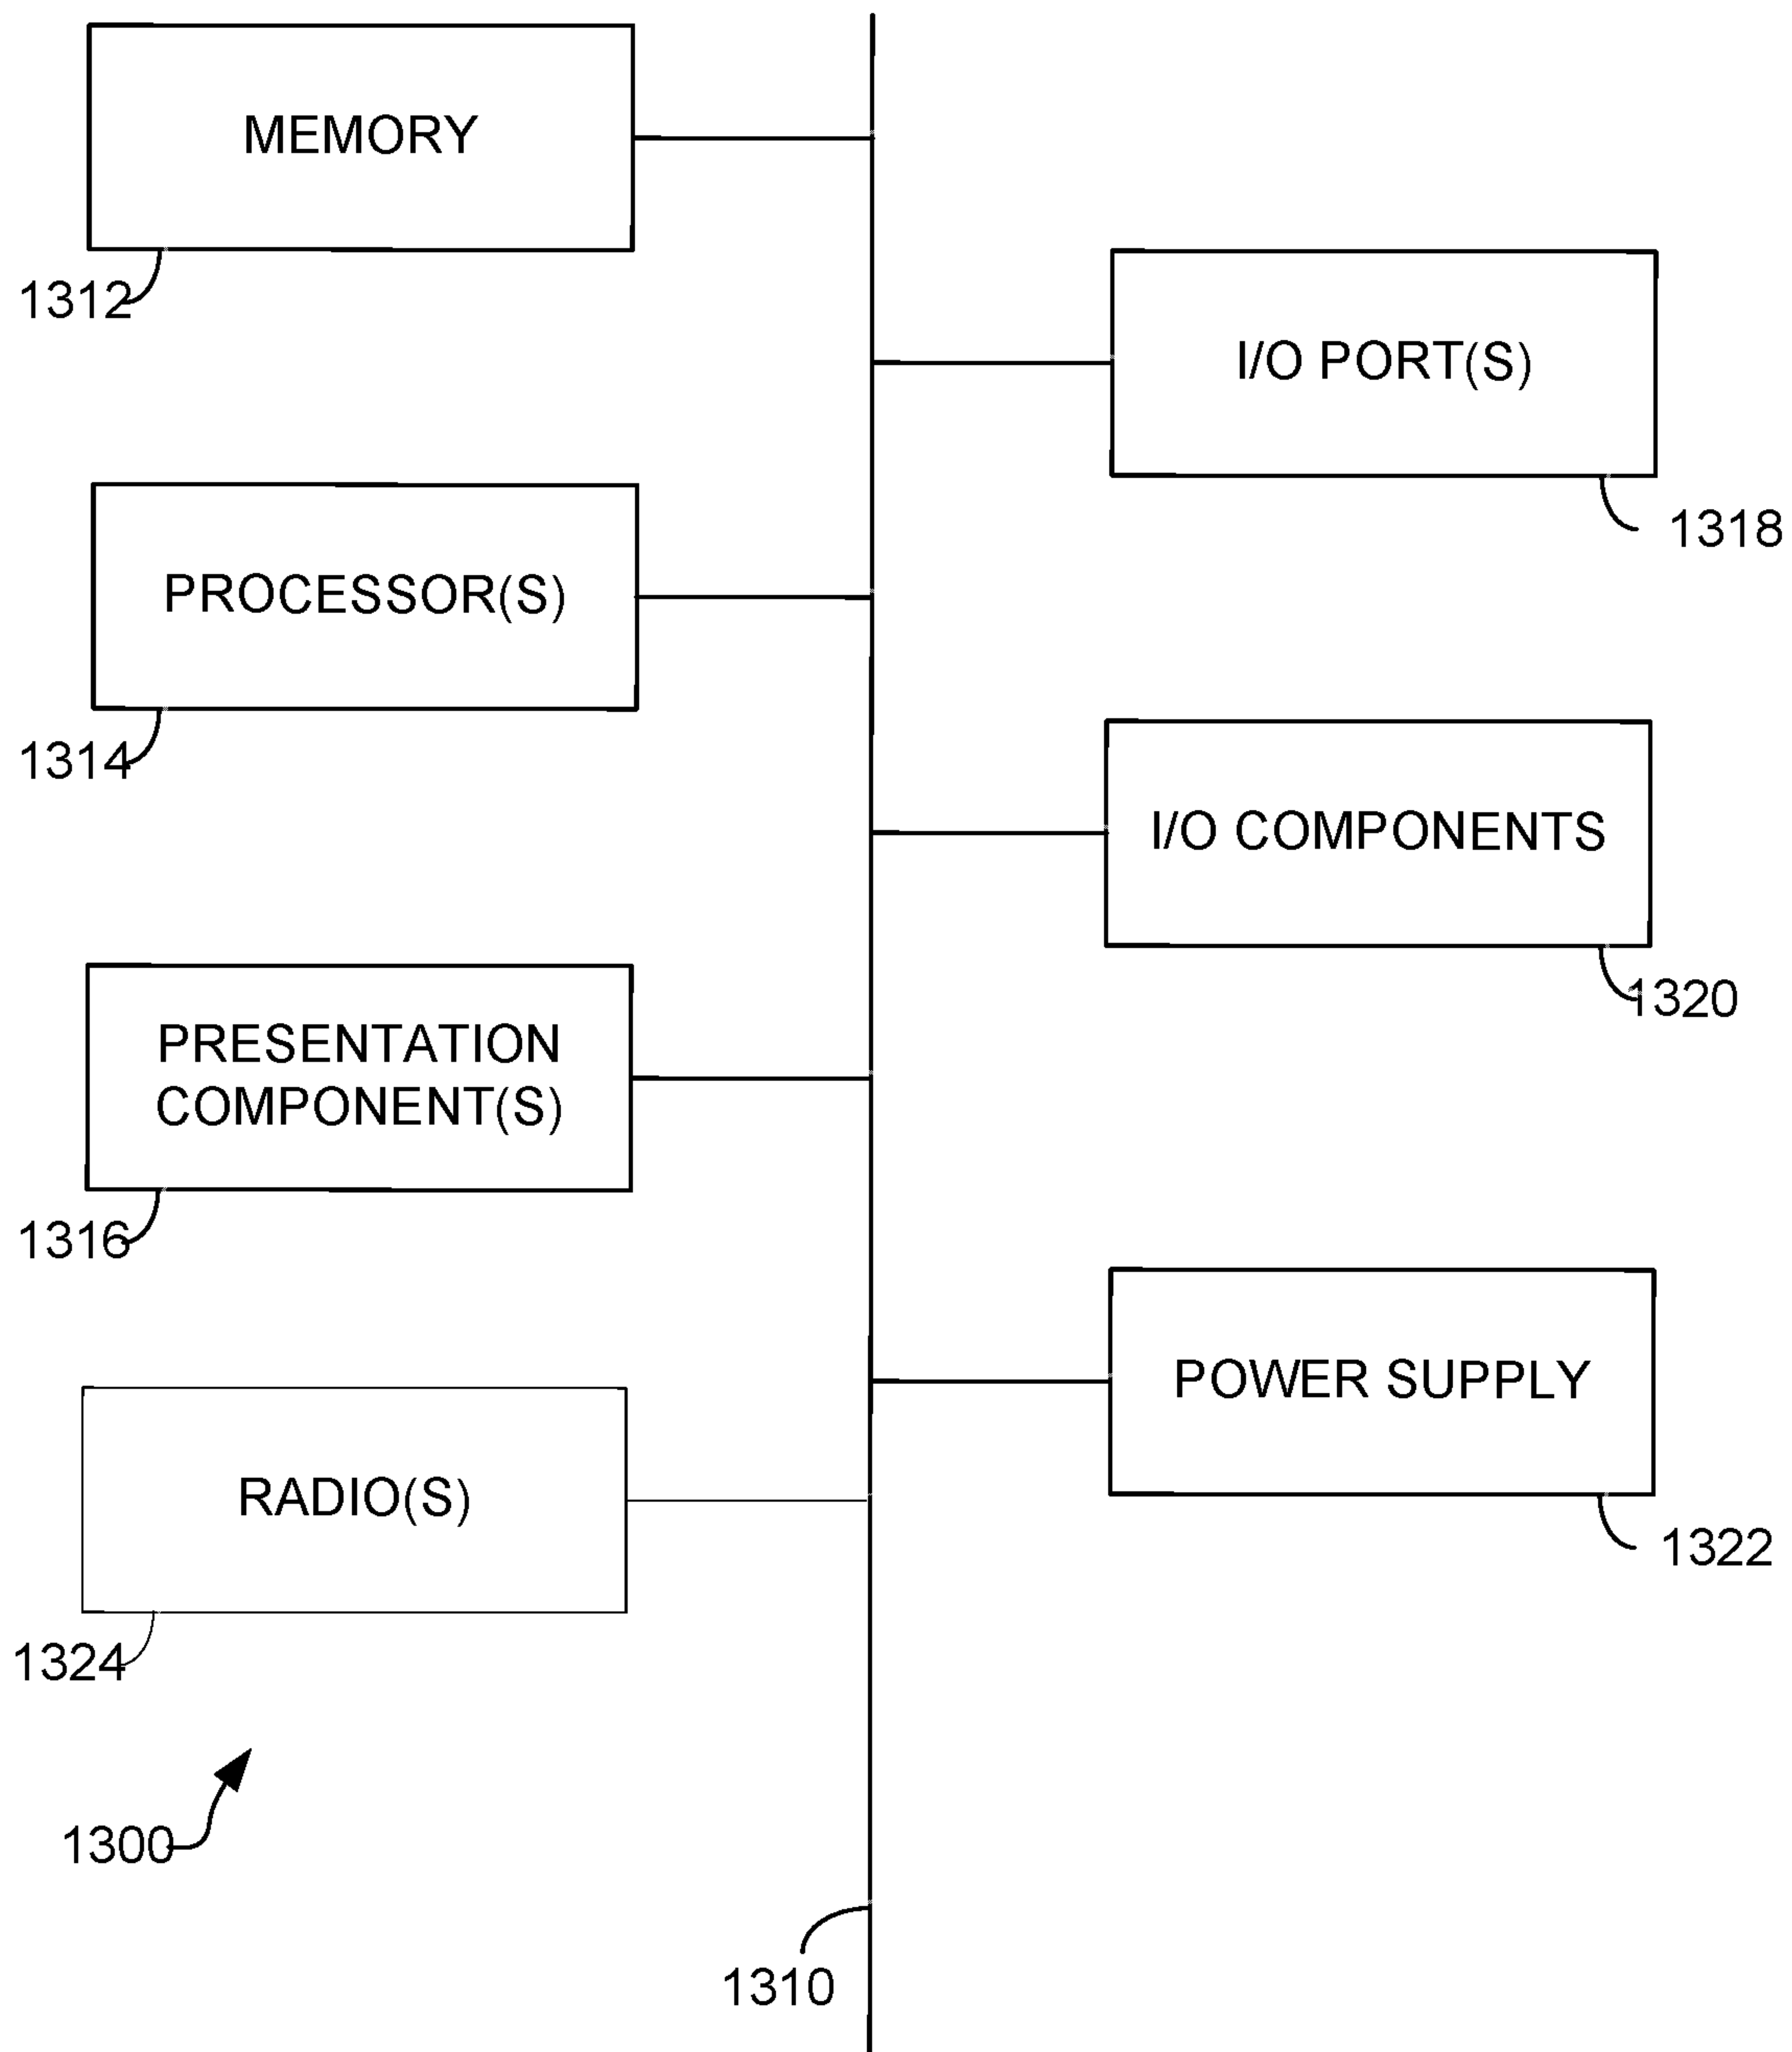 MEMORY
1312
I/O PORT(S)
1318
PROCESSOR(S)
1314
I/O COMPONENTS
1320
PRESENTATION
COMPONENT(S)
1316
POWER SUPPLY
1322
RADIO(S)
1324
1300
1310